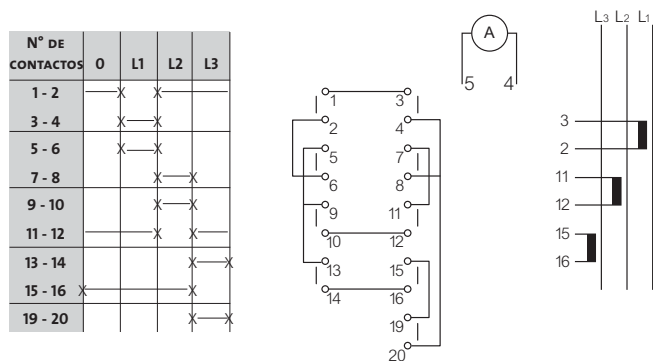 N° DE
CONTACTOS 0 L1 L2 L3
1 - 2 X X
3 - 4 X X
5 - 6 X X
7 - 8 X X
9 - 10 X X
11 - 12 X X
13 - 14 X X
15 - 16 X X
19 - 20 X X
1 3
2 4
5 7
6 8
9 11
10 12
13 15
14 16
19
20
A
5 4
L3 L2 L1
3
2
11
12
15
16